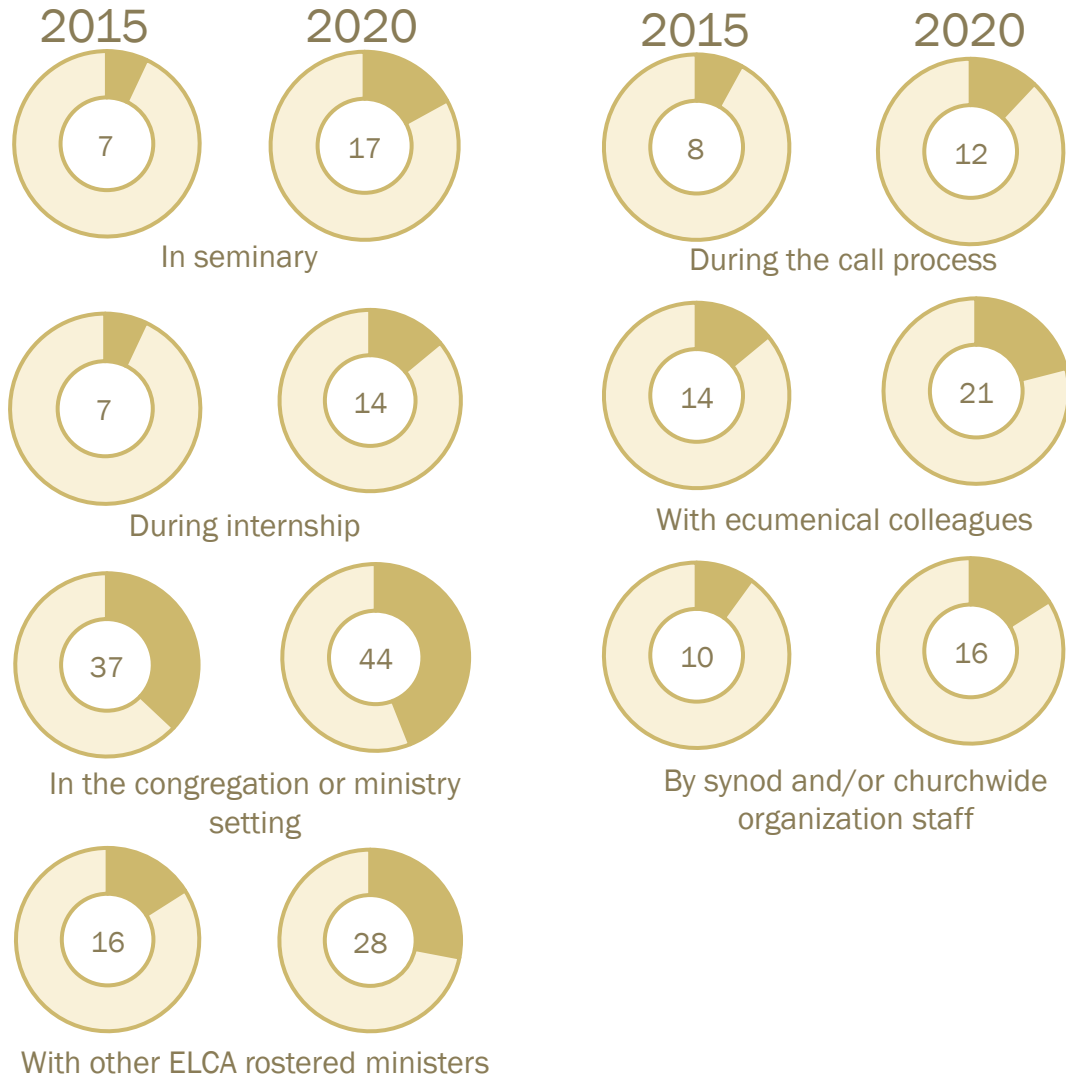 2015 2020
7 17
In seminary
7 14
During internship
37 44
In the congregation or ministry
setting
16 28
With other ELCA rostered ministers
2015 2020
8 12
During the call process
14 21
With ecumenical colleagues
10 16
By synod and/or churchwide
organization staff